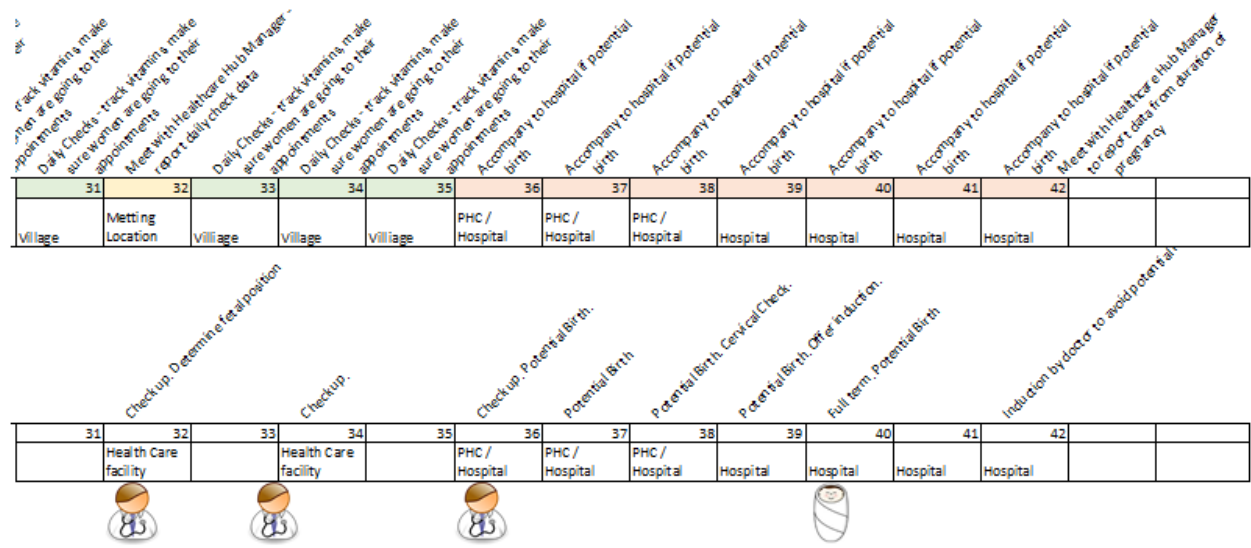 track vitamins, make
men are going to their
ppointments
Daily Checks - track vitamins, make
sure women are going to their
appointments
Meet with Healthcare Hub Manager -
report daily check data
Daily Checks - track vitamins, make
sure women are going to their
appointments
Daily Checks - track vitamins, make
sure women are going to their
appointments
Daily Checks - track vitamins, make
sure women are going to their
appointments
Accompany to hospital if potential
birth
Accompany to hospital if potential
birth
Accompany to hospital if potential
birth
Accompany to hospital if potential
birth
Accompany to hospital if potential
birth
Accompany to hospital if potential
birth
Accompany to hospital if potential
birth
Meet with Healthcare Hub Manager
to report data from duration of
pregnancy
31 32 33 34 35 36 37 38 39 40 41 42
Village
Metting
Location
Villiage
Village
Villiage
PHC /
Hospital
PHC /
Hospital
PHC /
Hospital
Hospital
Hospital
Hospital
Hospital
Checkup. Determine fetal position
Checkup.
Checkup. Potential Birth.
Potential Birth
Potential Birth. Cervical Check.
Potential Birth. Offer induction.
Full term. Potential Birth
Induction by doctor to avoid potential
31 32 33 34 35 36 37 38 39 40 41 42
Health Care
facility
Health Care
facility
PHC /
Hospital
PHC /
Hospital
PHC /
Hospital
Hospital
Hospital
Hospital
Hospital